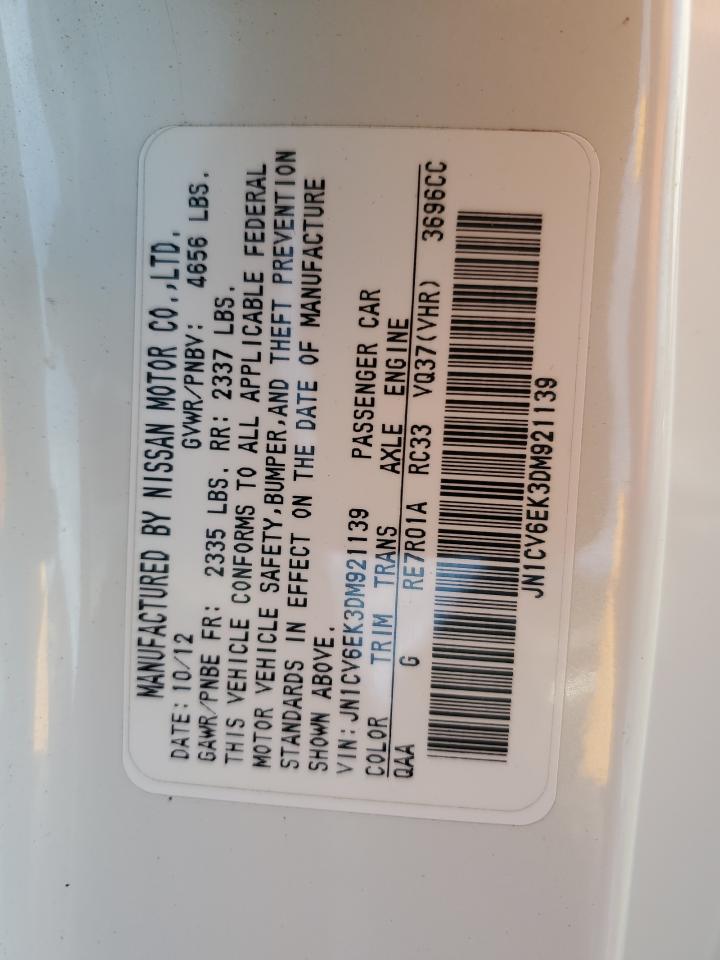 MANUFACTURED BY NISSAN MOTOR CO.,LTD.
DATE: 10/12 GVWR/PNBV: 4656 LBS.
GAWR/PNBE FR: 2335 LBS. RR: 2337 LBS.
THIS VEHICLE CONFORMS TO ALL APPLICABLE FEDERAL
MOTOR VEHICLE SAFETY,BUMPER,AND THEFT PREVENTION
STANDARDS IN EFFECT ON THE DATE OF MANUFACTURE
SHOWN ABOVE.
VIN:JN1CV6EK3DM921139 PASSENGER CAR
COLOR TRIM TRANS AXLE ENGINE
QAA G RE7R01A RC33 VQ37(VHR) 3696CC
JN1CV6EK3DM921139